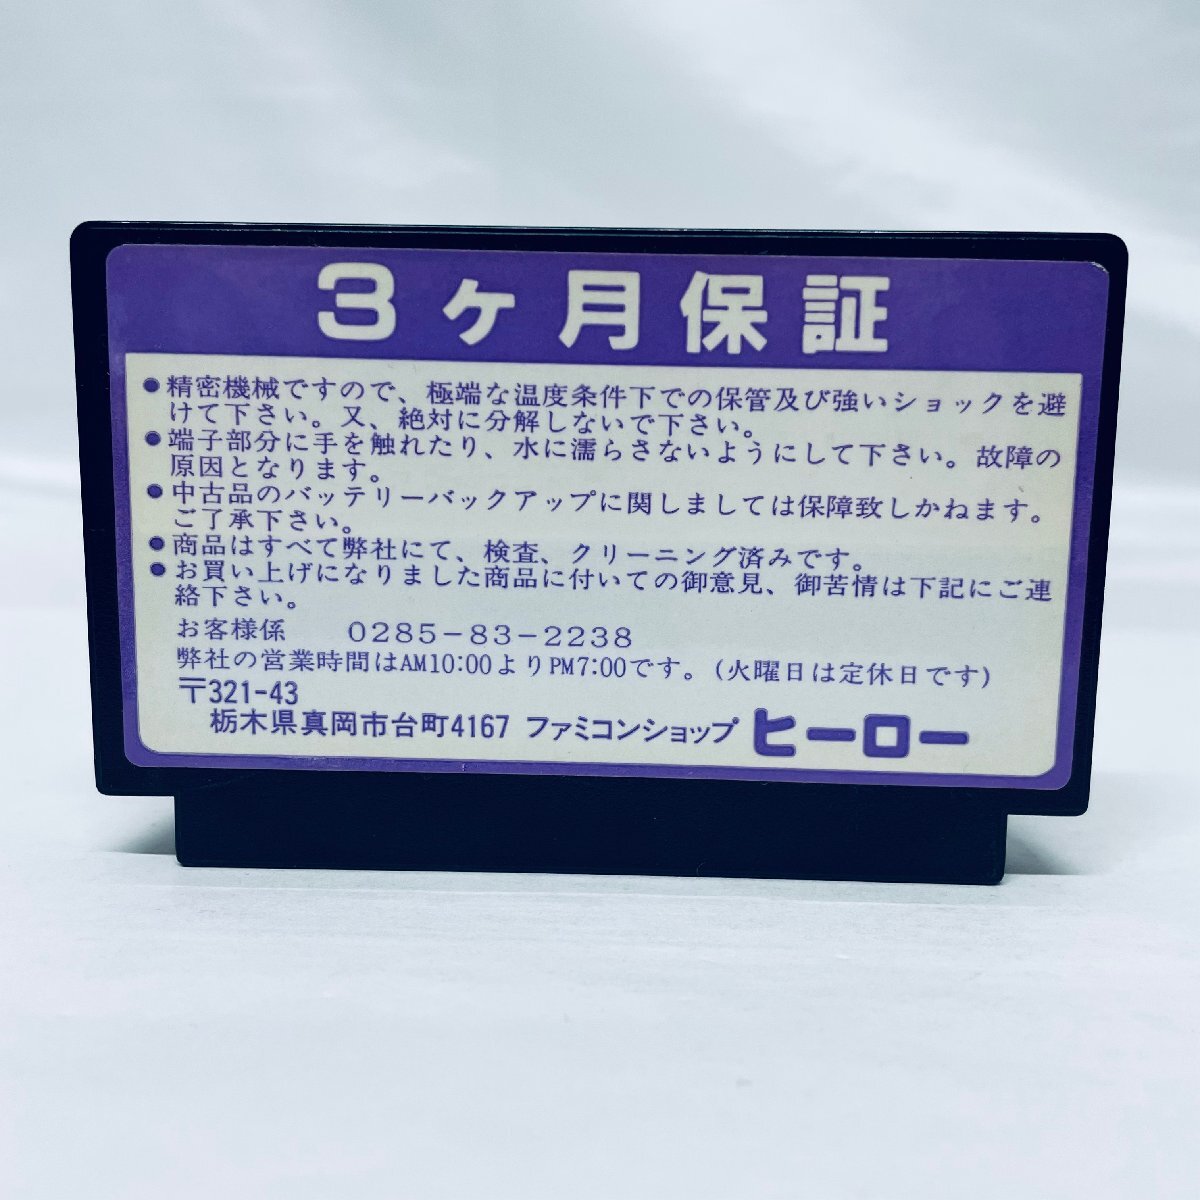 3ヶ月保証
●精密機械ですので、極端な温度条件下での保管及び強いショックを避
けて下さい。又、絶対に分解しないで下さい。
●端子部分に手を触れたり、水に濡らさないようにして下さい。故障の
原因となります。
●中古品のバッテリーバックアップに関しましては保障致しかねます。
ご了承下さい。
●商品はすべて弊社にて、検査、クリーニング済みです。
●お買い上げになりました商品に付いての御意見、御苦情は下記にご連
絡下さい。
お客様係 0285-83-2238
弊社の営業時間はAM10:00よりPM7:00です。(火曜日は定休日です)
〒321-43
栃木県真岡市台町4167 ファミコンショップ ヒーロー